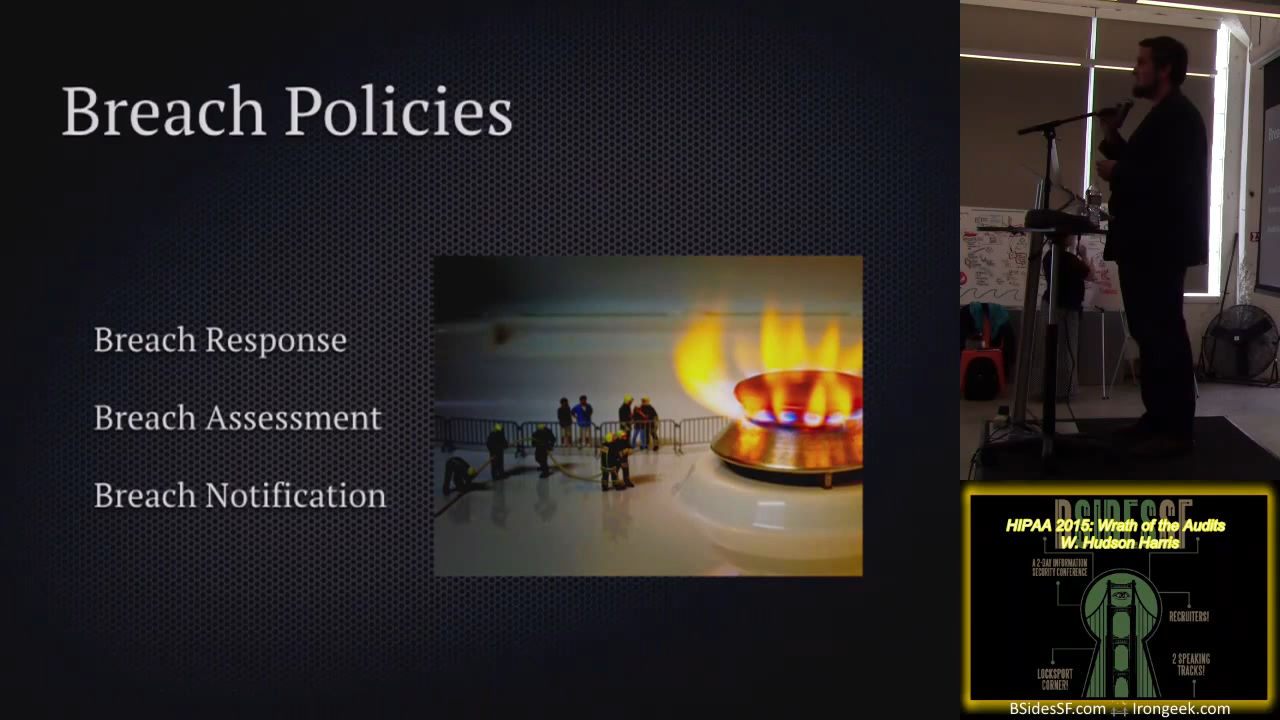 Breach Policies
Breach Response
Breach Assessment
Breach Notification
BSIDESSF
HIPAA 2015: Wrath of the Audits
W. Hudson Harris
A 2-DAY INFORMATION
SECURITY CONFERENCE
RECRUITERS!
LOCKSPORT
CORNER!
2 SPEAKING
TRACKS!
BSidesSF.com
Irongeek.com